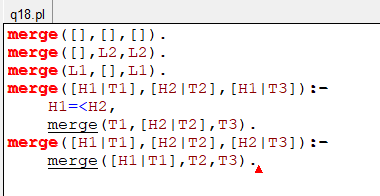 q18.pl
merge([],[],[]).
merge([],L2,L2).
merge(L1,[],L1).
merge([H1|T1],[H2|T2],[H1|T3]):-
    H1=<H2,
    merge(T1,[H2|T2],T3).
merge([H1|T1],[H2|T2],[H2|T3]):-
    merge([H1|T1],T2,T3).